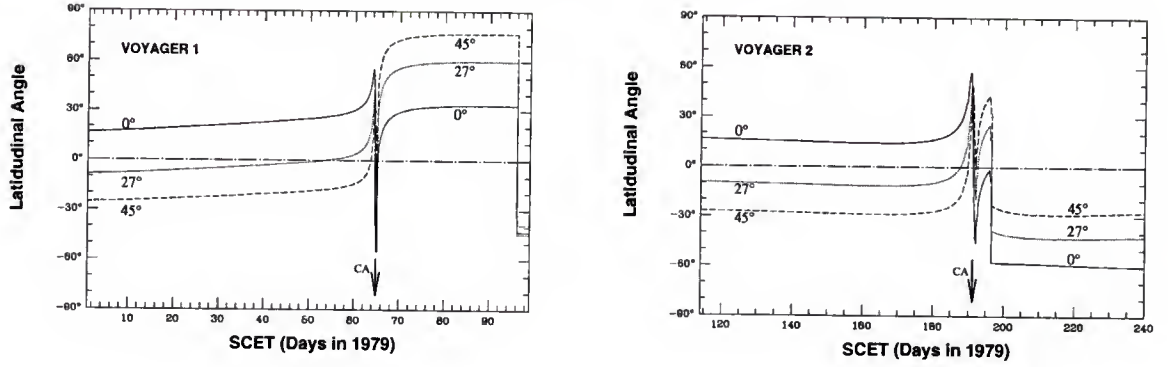 90°
60°
30°
0°
-30°
-60°
-90°
Latidudinal Angle
VOYAGER 1
45°
27°
0°
0°
27°
45°
CA
10 20 30 40 50 60 70 80 90
SCET (Days in 1979)
90°
60°
30°
0°
-30°
-60°
-90°
Latidudinal Angle
VOYAGER 2
0°
27°
45°
45°
27°
0°
CA
120 140 160 180 200 220 240
SCET (Days in 1979)